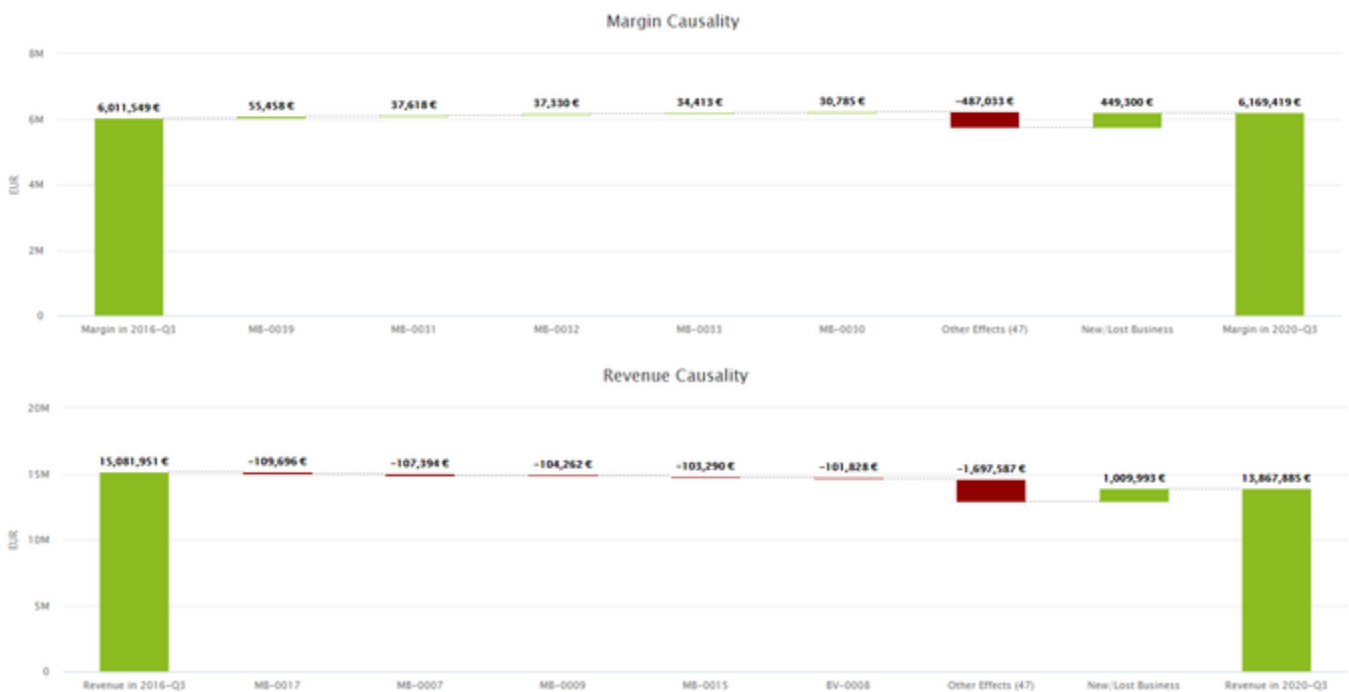 Margin Causality
8M
6,011,549 € 55,458 € 37,618 € 37,330 € 34,413 € 30,785 € -487,033 € 449,300 € 6,169,419 €
6M
EUR
4M
2M
0
Margin in 2016-Q3 MB-0039 MB-0031 MB-0032 MB-0033 MB-0030 Other Effects (47) New/Lost Business Margin in 2020-Q3
Revenue Causality
20M
15,081,951 € -109,696 € -107,394 € -104,262 € -103,290 € -101,828 € -1,697,587 € 1,009,993 € 13,867,885 €
15M
EUR
10M
5M
0
Revenue in 2016-Q3 MB-0017 MB-0007 MB-0009 MB-0015 BV-0008 Other Effects (47) New/Lost Business Revenue in 2020-Q3